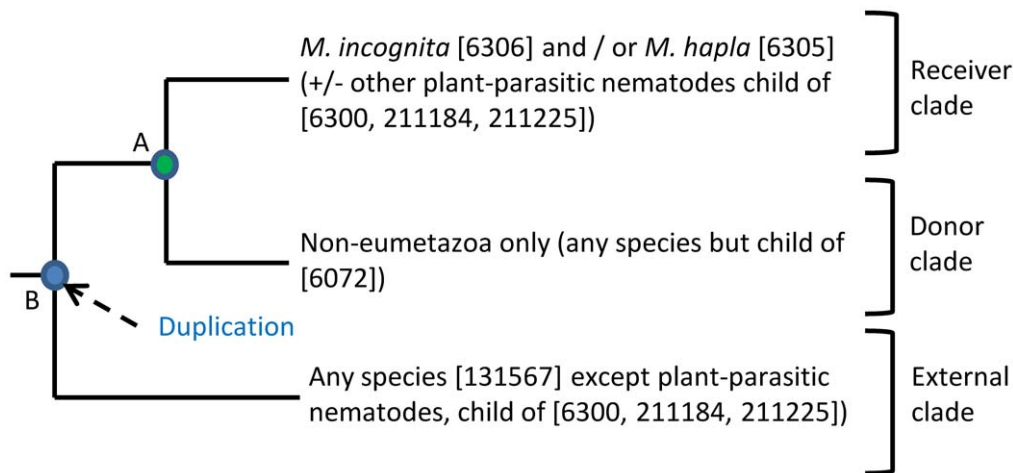 M. incognita [6306] and / or M. hapla [6305]
(+/- other plant-parasitic nematodes child of
[6300, 211184, 211225])
Receiver
clade
A
Non-eumetazoa only (any species but child of
[6072])
Donor
clade
B
Duplication
Any species [131567] except plant-parasitic
nematodes, child of [6300, 211184, 211225])
External
clade